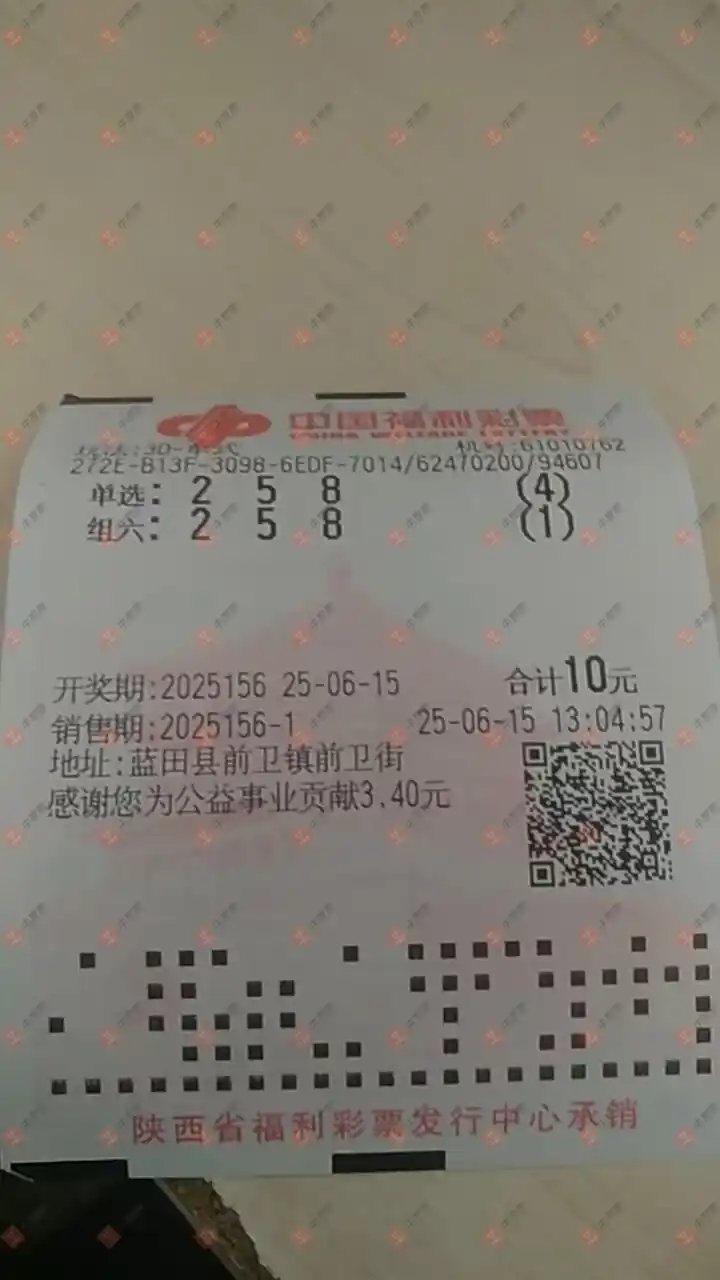 中国福利彩票
CHINA WELFARE LOTTERY
机号:61010762
272E-B13F-3098-6EDF-7014/62470200/94607
单选: 2 5 8 (4)
组六: 2 5 8 (1)
开奖期:2025156 25-06-15 合计10元
销售期:2025156-1 25-06-15 13:04:57
地址:蓝田县前卫镇前卫街
感谢您为公益事业贡献3.40元
陕西省福利彩票发行中心承销